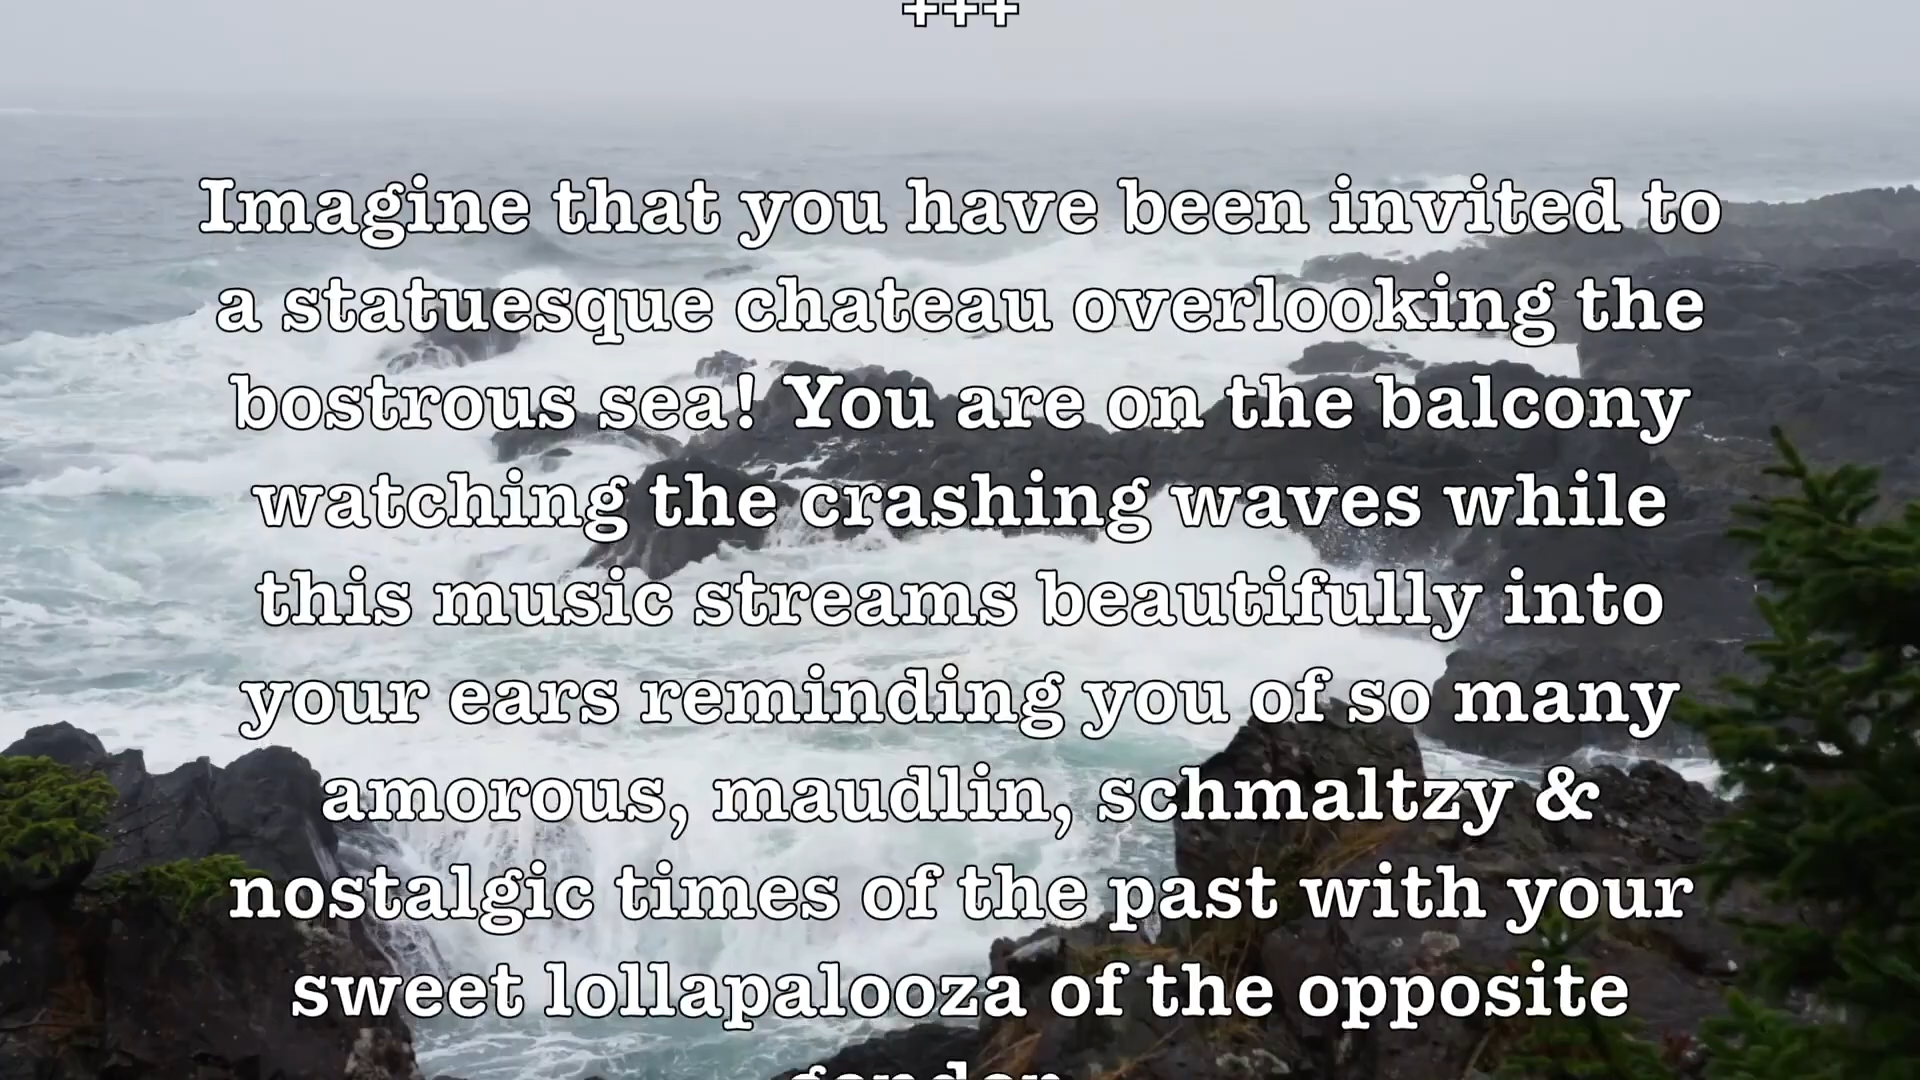 +++
Imagine that you have been invited to
a statuesque chateau overlooking the
bostrous sea! You are on the balcony
watching the crashing waves while
this music streams beautifully into
your ears reminding you of so many
amorous, maudlin, schmaltzy &
nostalgic times of the past with your
sweet lollapalooza of the opposite